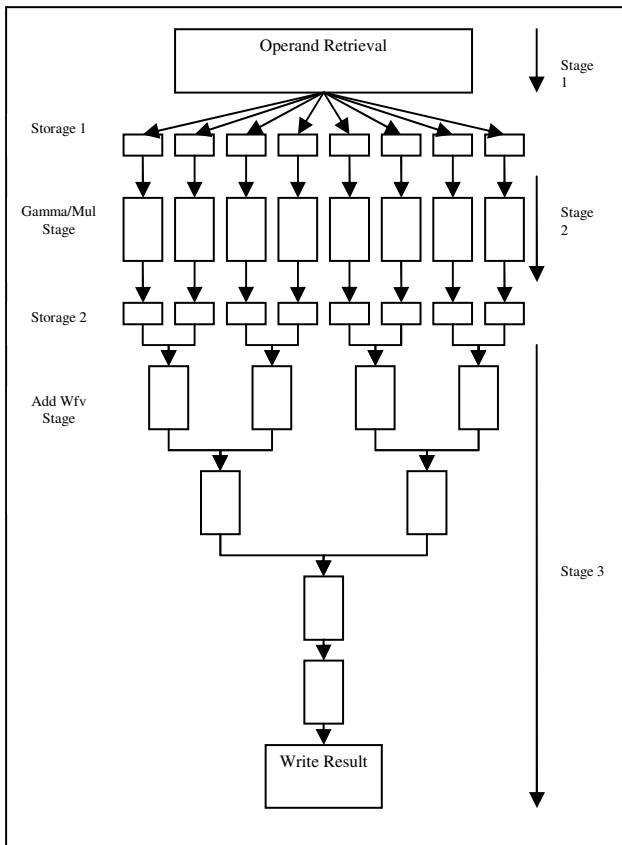 Operand Retrieval
Stage
1
Storage 1
Gamma/Mul
Stage
Stage
2
Storage 2
Add Wfv
Stage
Stage 3
Write Result